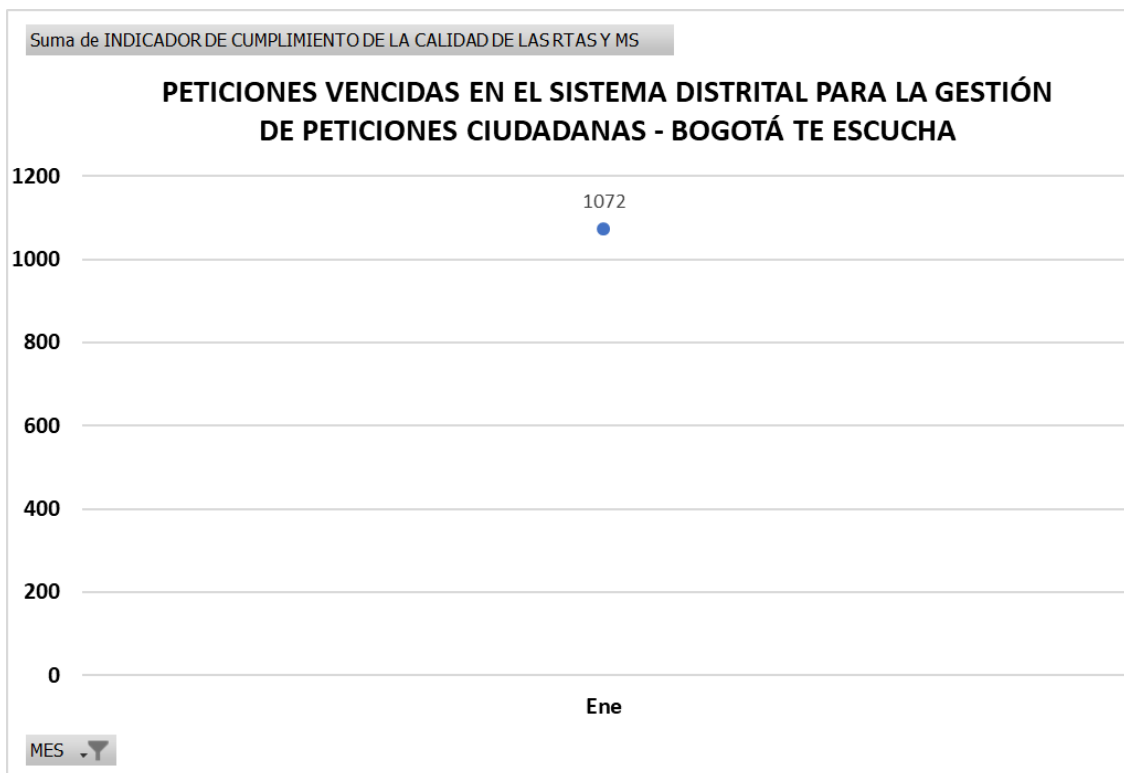 Suma de INDICADOR DE CUMPLIMIENTO DE LA CALIDAD DE LAS RTAS Y MS
PETICIONES VENCIDAS EN EL SISTEMA DISTRITAL PARA LA GESTIÓN
DE PETICIONES CIUDADANAS - BOGOTÁ TE ESCUCHA
1200
1072
1000
800
600
400
200
0
Ene
MES